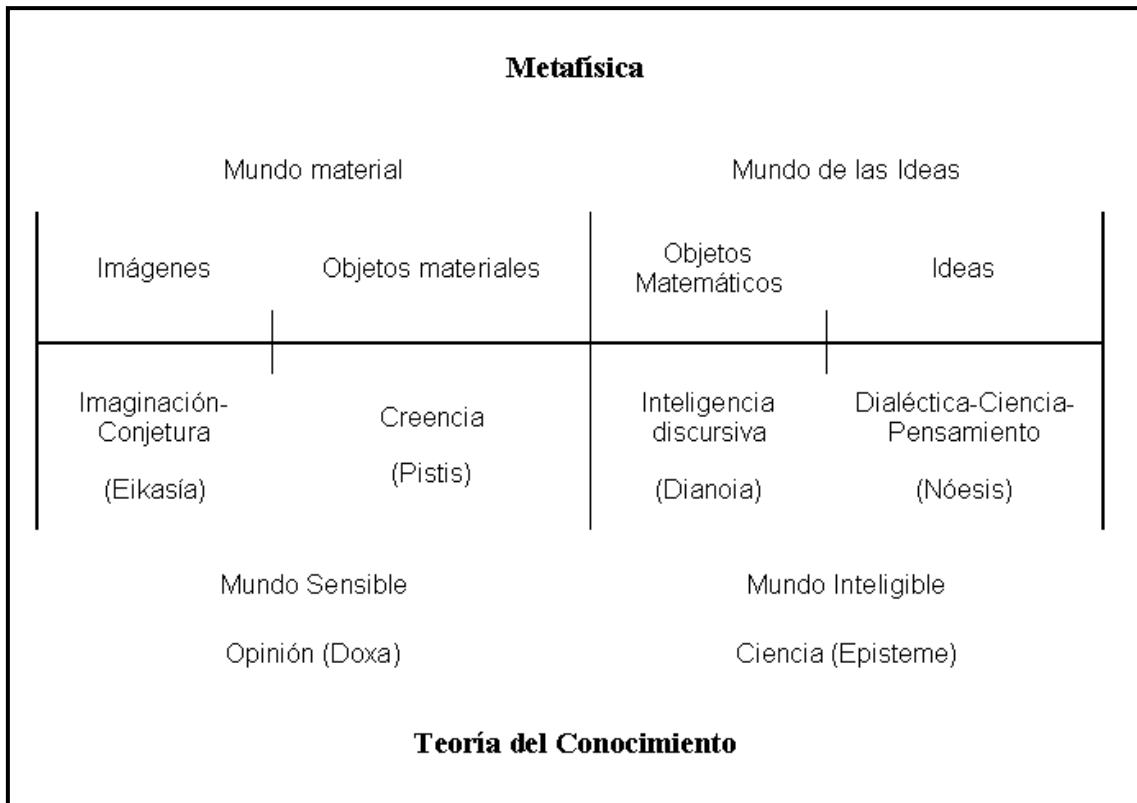 Metafísica
Mundo material
Mundo de las Ideas
Imágenes
Objetos materiales
Objetos
Matemáticos
Ideas
Imaginación-
Conjetura
(Eikasía)
Creencia
(Pistis)
Inteligencia
discursiva
(Dianoia)
Dialéctica-Ciencia-
Pensamiento
(Nóesis)
Mundo Sensible
Mundo Inteligible
Opinión (Doxa)
Ciencia (Episteme)
Teoría del Conocimiento